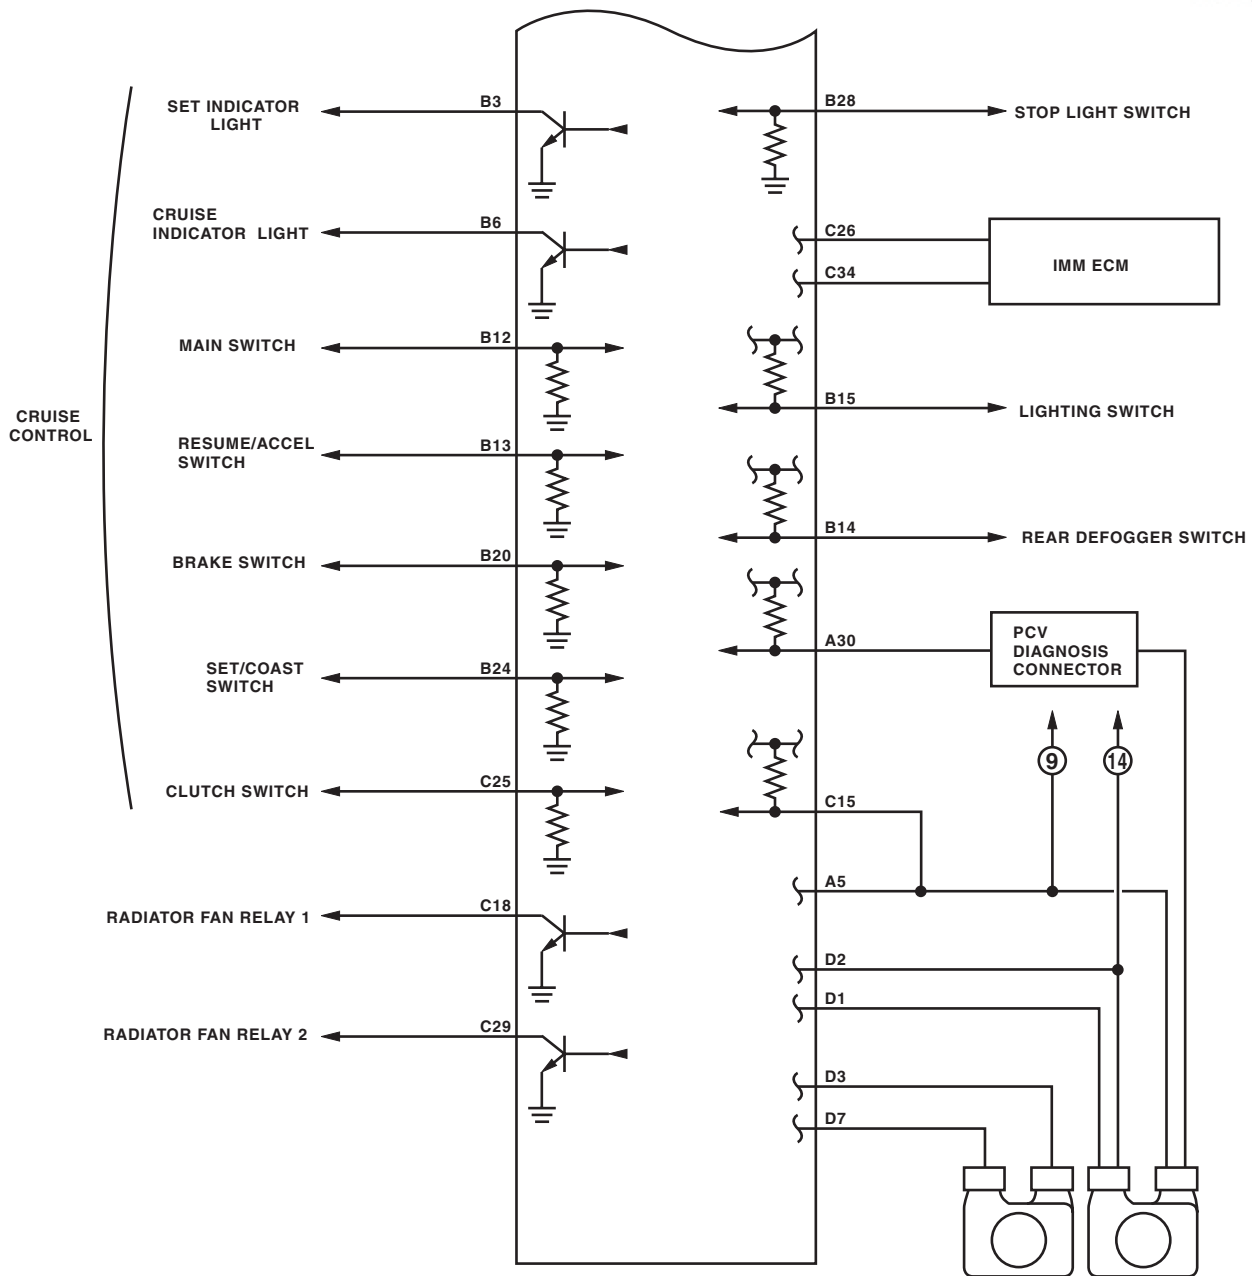 CRUISE
CONTROL
SET INDICATOR
LIGHT
B3
CRUISE
INDICATOR LIGHT
B6
MAIN SWITCH
B12
RESUME/ACCEL
SWITCH
B13
BRAKE SWITCH
B20
SET/COAST
SWITCH
B24
CLUTCH SWITCH
C25
RADIATOR FAN RELAY 1
C18
RADIATOR FAN RELAY 2
C29
B28
STOP LIGHT SWITCH
C26
C34
IMM ECM
B15
LIGHTING SWITCH
B14
REAR DEFOGGER SWITCH
A30
PCV
DIAGNOSIS
CONNECTOR
9
14
C15
A5
D2
D1
D3
D7